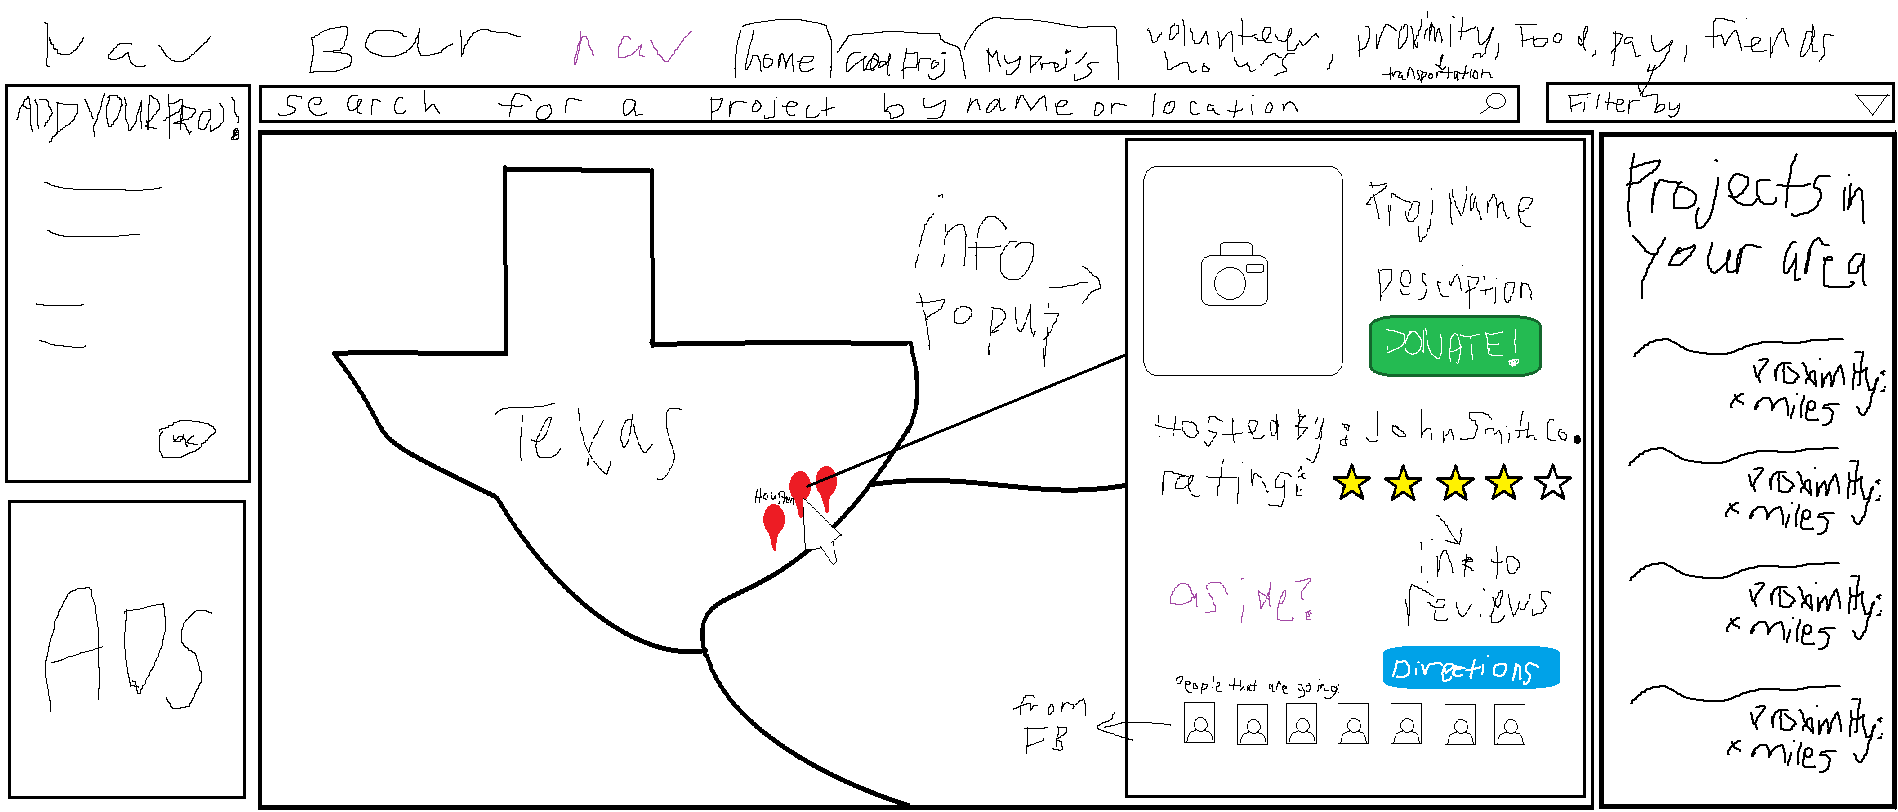 Nav Bar nav
home
Add Proj
My Proj's
volunteer hours, proximity, Food, pay, friends
transportation
ADD YOUR PROJ!
search for a project by name or location
Filter by
info
popup
Texas
Houston
Proj Name
Description
DONATE!
Hosted By: John Smith Co.
rating:
link to
reviews
aside?
Directions
People that are going
from
FB
Projects in
your area
Proximity:
x miles
Proximity:
x miles
Proximity:
x miles
Proximity:
x miles
ADS